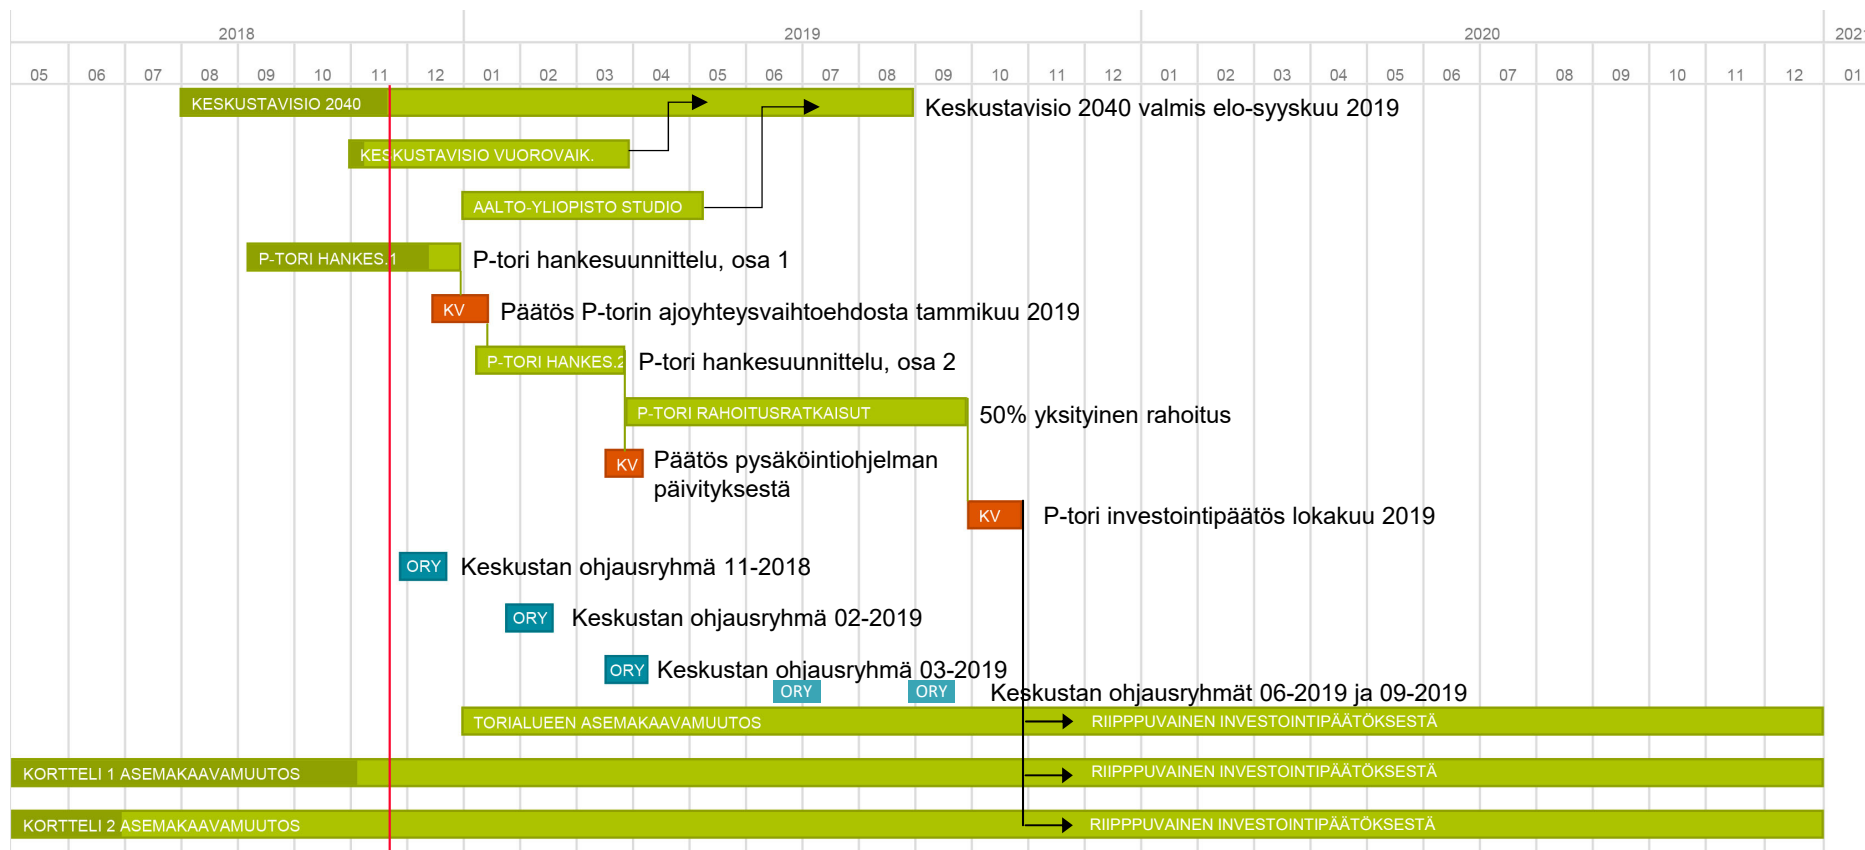 2018 2019 2020 2021
05 06 07 08 09 10 11 12 01 02 03 04 05 06 07 08 09 10 11 12 01 02 03 04 05 06 07 08 09 10 11 12 01
KESKUSTAVISIO 2040 Keskustavisio 2040 valmis elo-syyskuu 2019
KESKUSTAVISIO VUOROVAIK.
AALTO-YLIOPISTO STUDIO
P-TORI HANKES.1 P-tori hankesuunnittelu, osa 1
KV Päätös P-torin ajoyhteysvaihtoehdosta tammikuu 2019
P-TORI HANKES.2 P-tori hankesuunnittelu, osa 2
P-TORI RAHOITUSRATKAISUT 50% yksityinen rahoitus
KV Päätös pysäköintiohjelman
päivityksestä
KV P-tori investointipäätös lokakuu 2019
ORY Keskustan ohjausryhmä 11-2018
ORY Keskustan ohjausryhmä 02-2019
ORY Keskustan ohjausryhmä 03-2019
ORY ORY Keskustan ohjausryhmät 06-2019 ja 09-2019
TORIALUEEN ASEMAKAAVAMUUTOS RIIPPPUVAINEN INVESTOINTIPÄÄTÖKSESTÄ
KORTTELI 1 ASEMAKAAVAMUUTOS RIIPPPUVAINEN INVESTOINTIPÄÄTÖKSESTÄ
KORTTELI 2 ASEMAKAAVAMUUTOS RIIPPPUVAINEN INVESTOINTIPÄÄTÖKSESTÄ